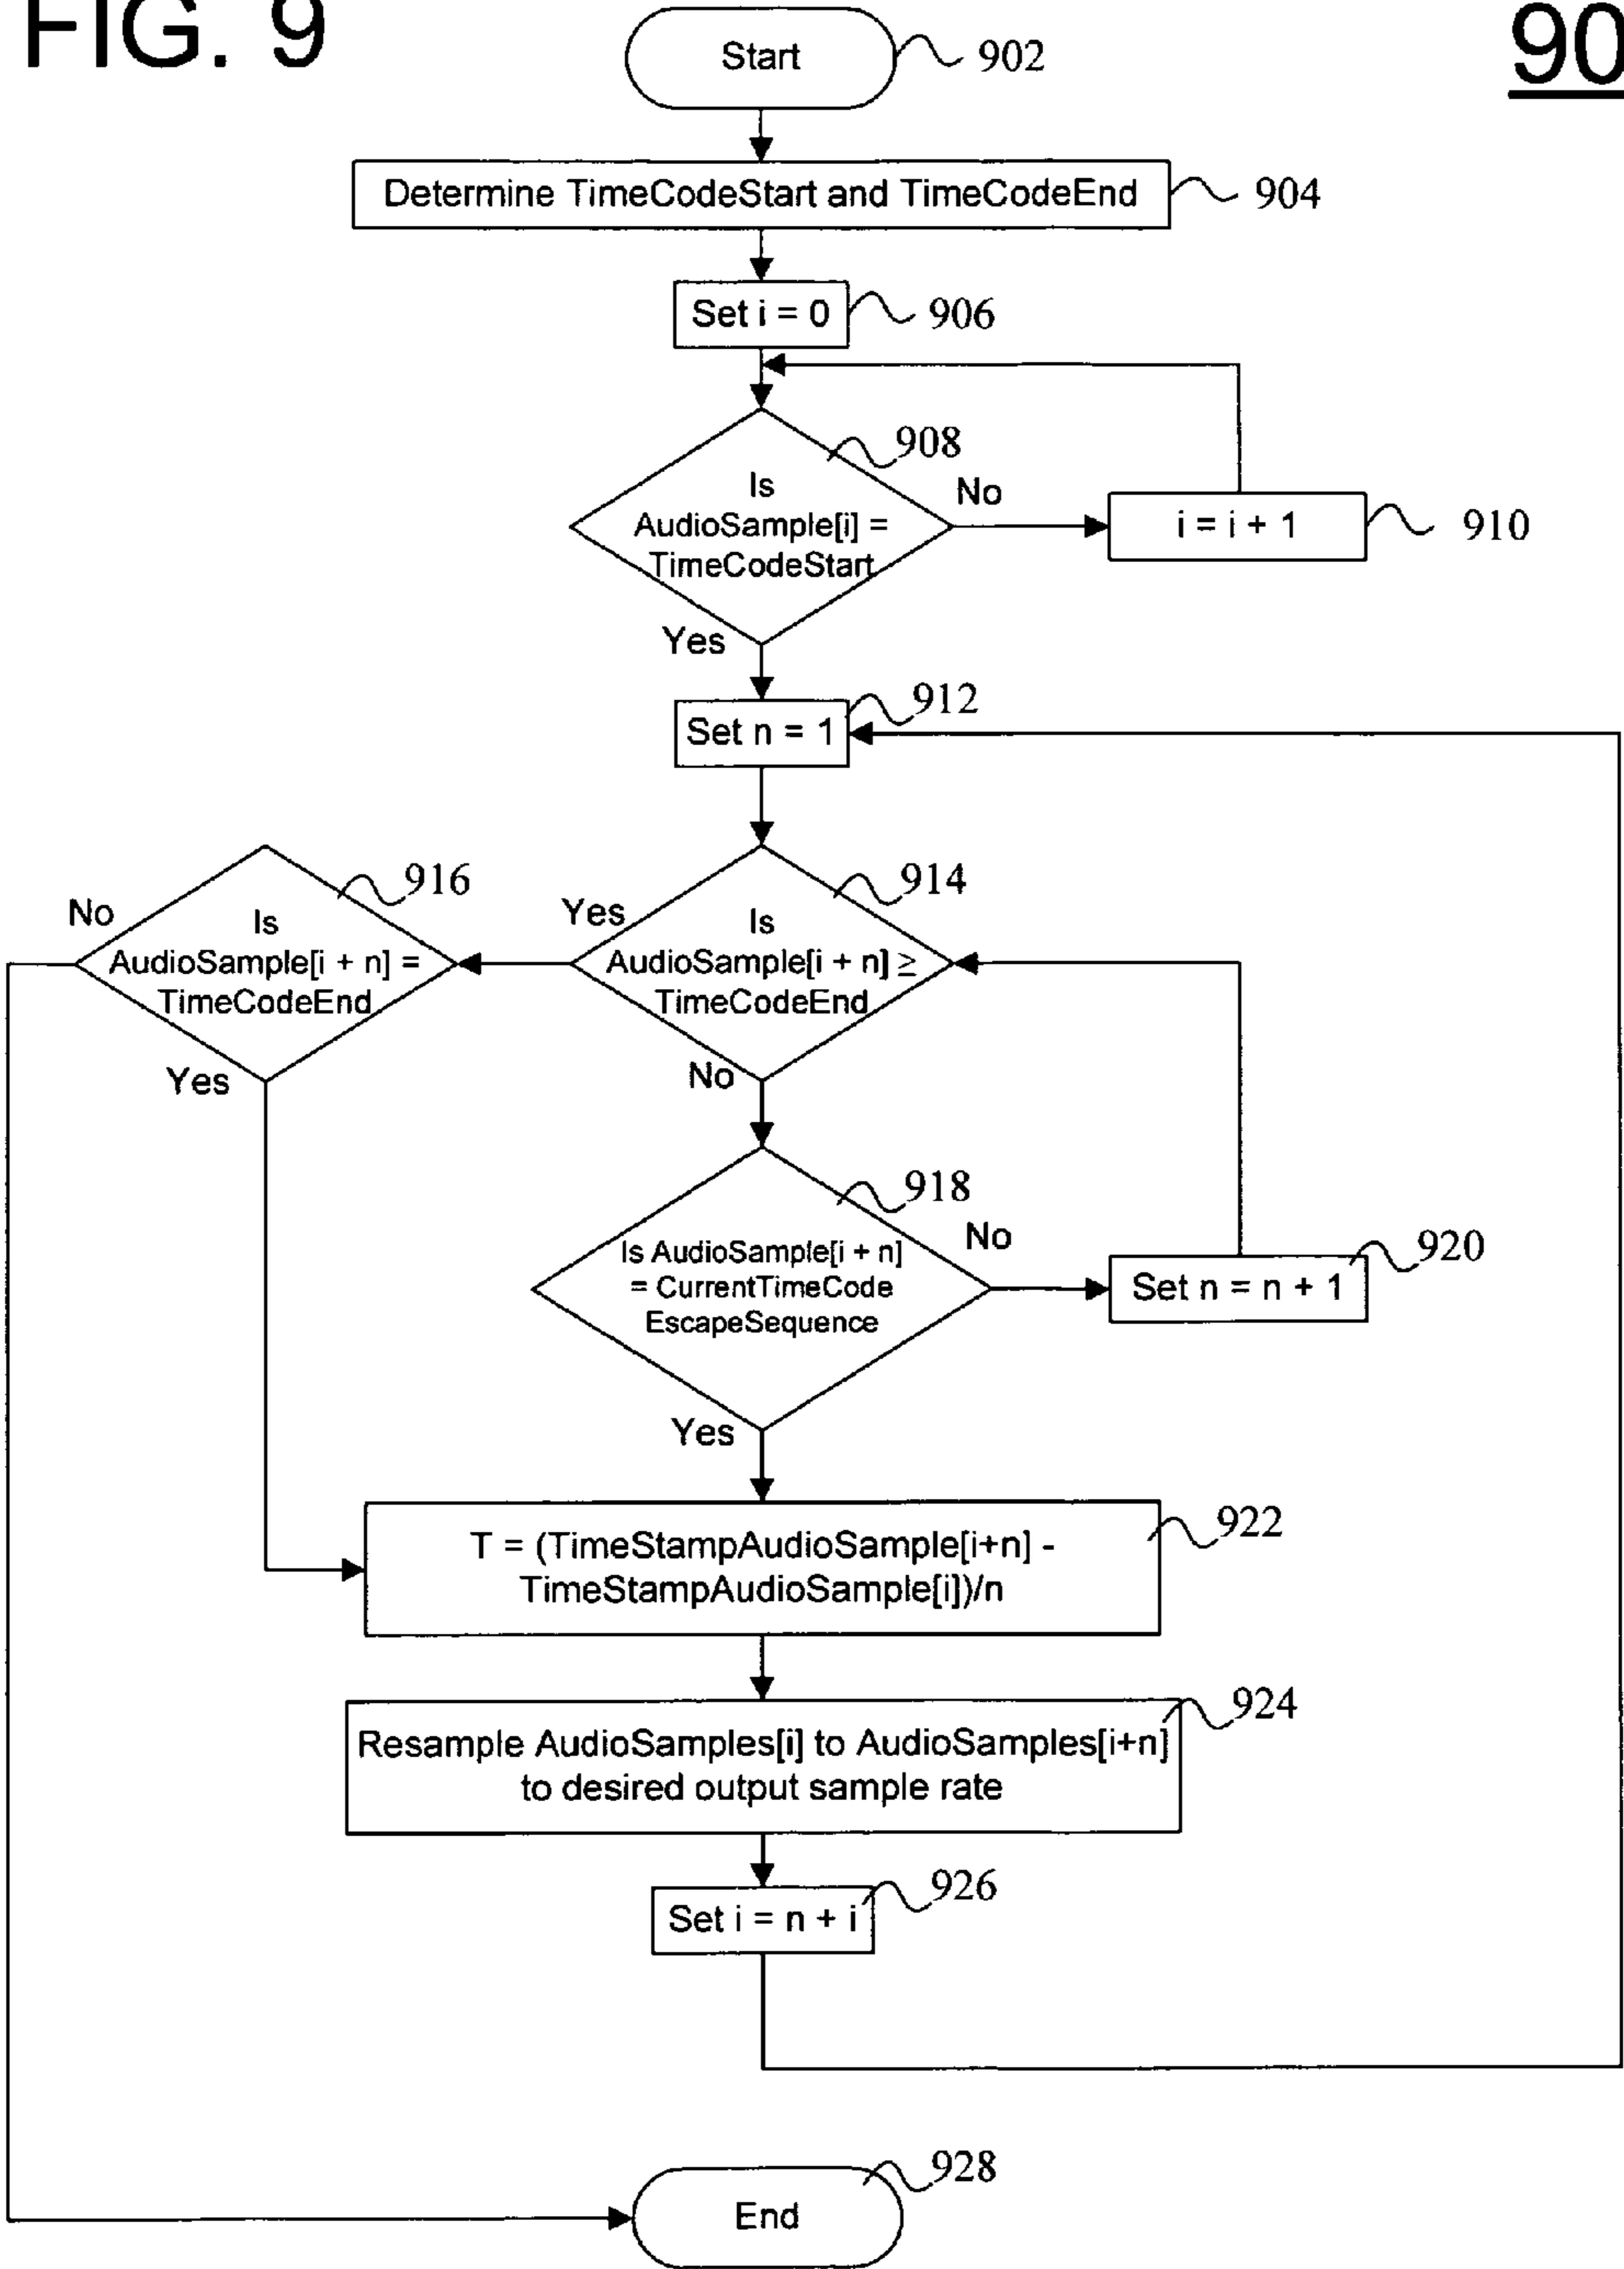 FIG. 9
90
Start
902
Determine TimeCodeStart and TimeCodeEnd
904
Set i = 0
906
908
Is
AudioSample[i] =
TimeCodeStart
No
i = i + 1
910
Yes
912
Set n = 1
916
914
No
Is
AudioSample[i + n] =
TimeCodeEnd
Yes
Is
AudioSample[i + n] ≥
TimeCodeEnd
Yes
No
918
Is AudioSample[i + n]
= CurrentTimeCode
EscapeSequence
No
920
Set n = n + 1
Yes
922
T = (TimeStampAudioSample[i+n] -
TimeStampAudioSample[i])/n
924
Resample AudioSamples[i] to AudioSamples[i+n]
to desired output sample rate
926
Set i = n + i
928
End